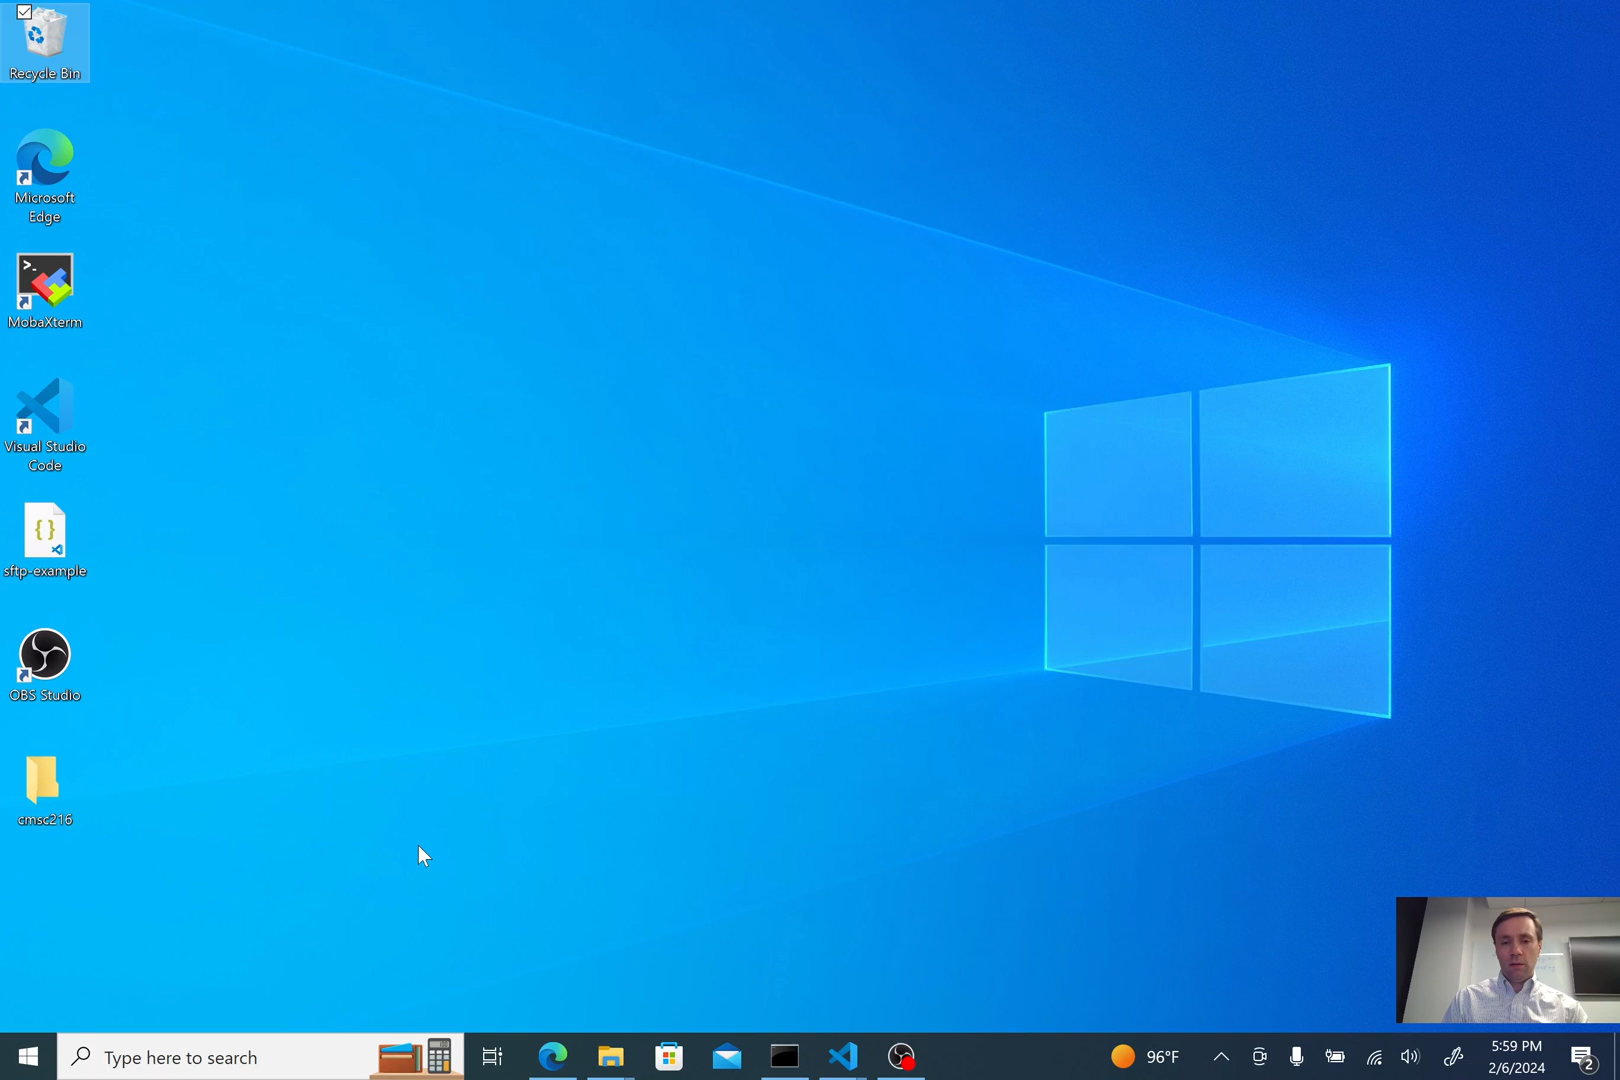 Recycle Bin
Microsoft
Edge
>_
MobaXterm
Visual Studio
Code
{}
sftp-example
OBS Studio
cmsc216
Type here to search
96°F
5:59 PM
2/6/2024
2